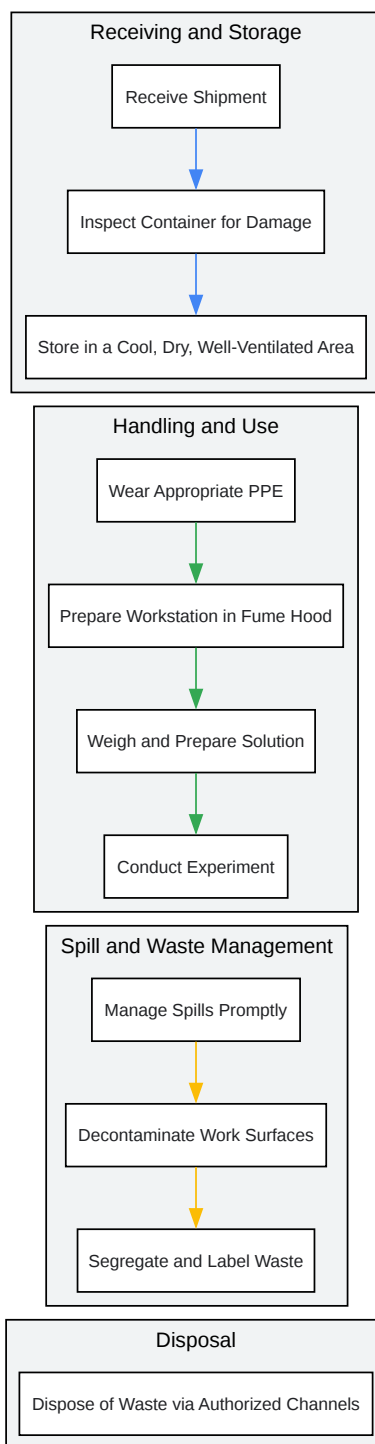 Receiving and Storage
Receive Shipment
Inspect Container for Damage
Store in a Cool, Dry, Well-Ventilated Area
Handling and Use
Wear Appropriate PPE
Prepare Workstation in Fume Hood
Weigh and Prepare Solution
Conduct Experiment
Spill and Waste Management
Manage Spills Promptly
Decontaminate Work Surfaces
Segregate and Label Waste
Disposal
Dispose of Waste via Authorized Channels